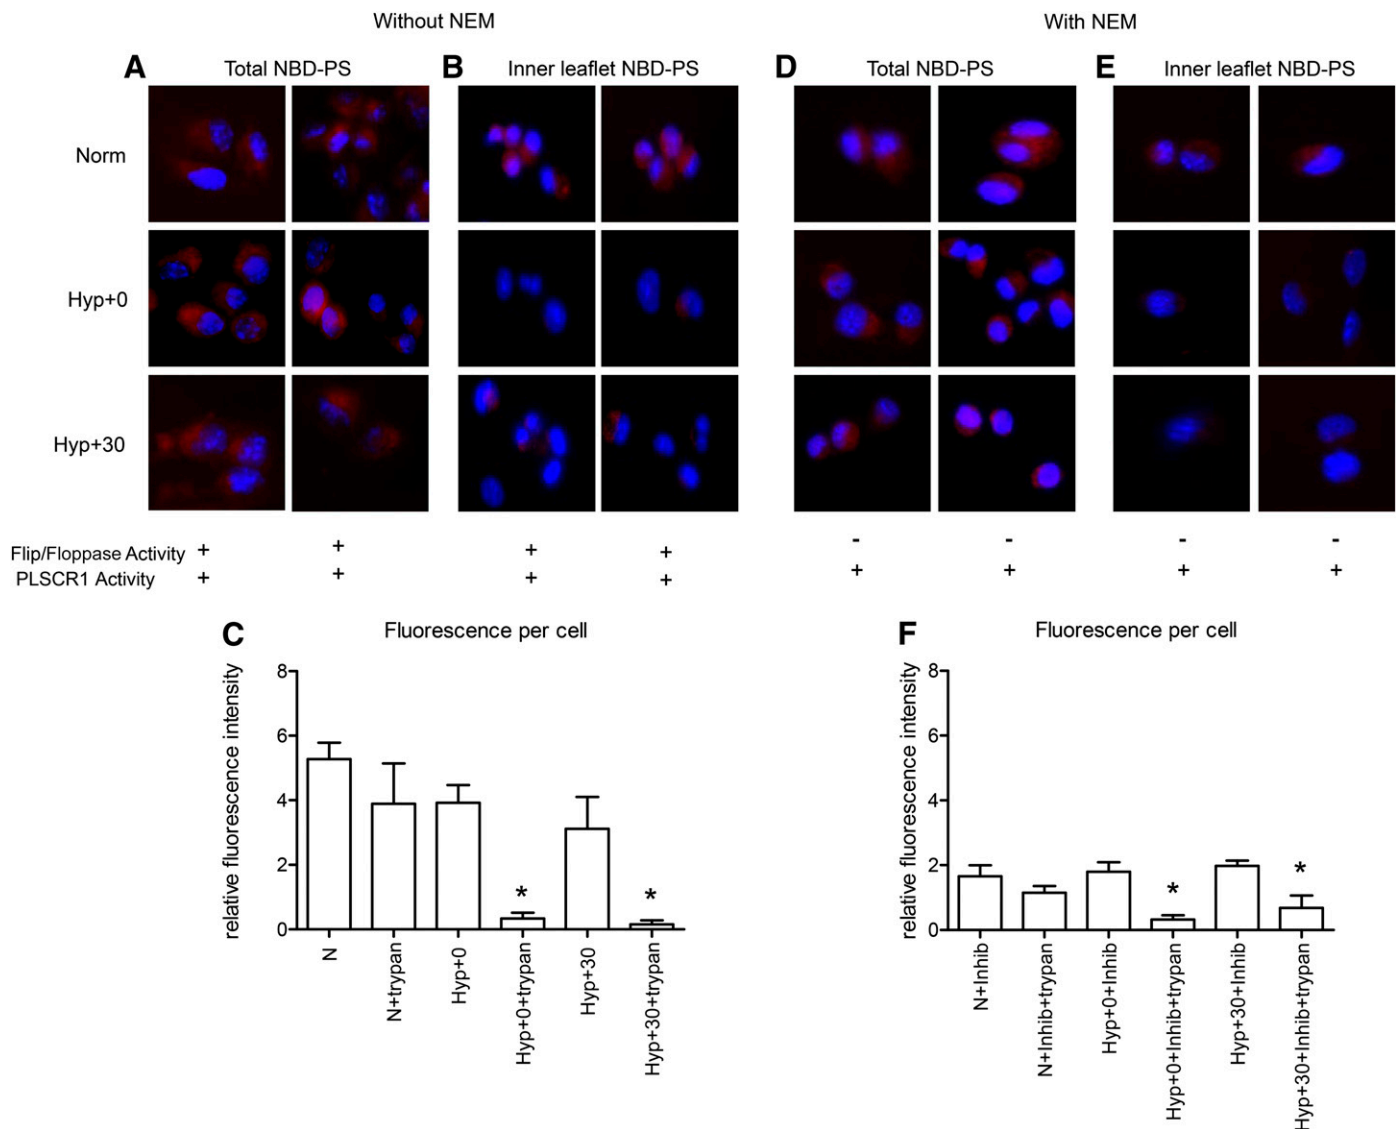 Without NEM
With NEM
A Total NBD-PS
B Inner leaflet NBD-PS
D Total NBD-PS
E Inner leaflet NBD-PS
Norm
Hyp+0
Hyp+30
Flip/Floppase Activity + + + + - - - -
PLSCR1 Activity + + + + + + + +
C Fluorescence per cell
relative fluorescence intensity
8
6
4
2
0
*
*
N
N+trypan
Hyp+0
Hyp+0+trypan
Hyp+30
Hyp+30+trypan
F Fluorescence per cell
relative fluorescence intensity
8
6
4
2
0
*
*
N+Inhib
N+Inhib+trypan
Hyp+0+Inhib
Hyp+0+Inhib+trypan
Hyp+30+Inhib
Hyp+30+Inhib+trypan